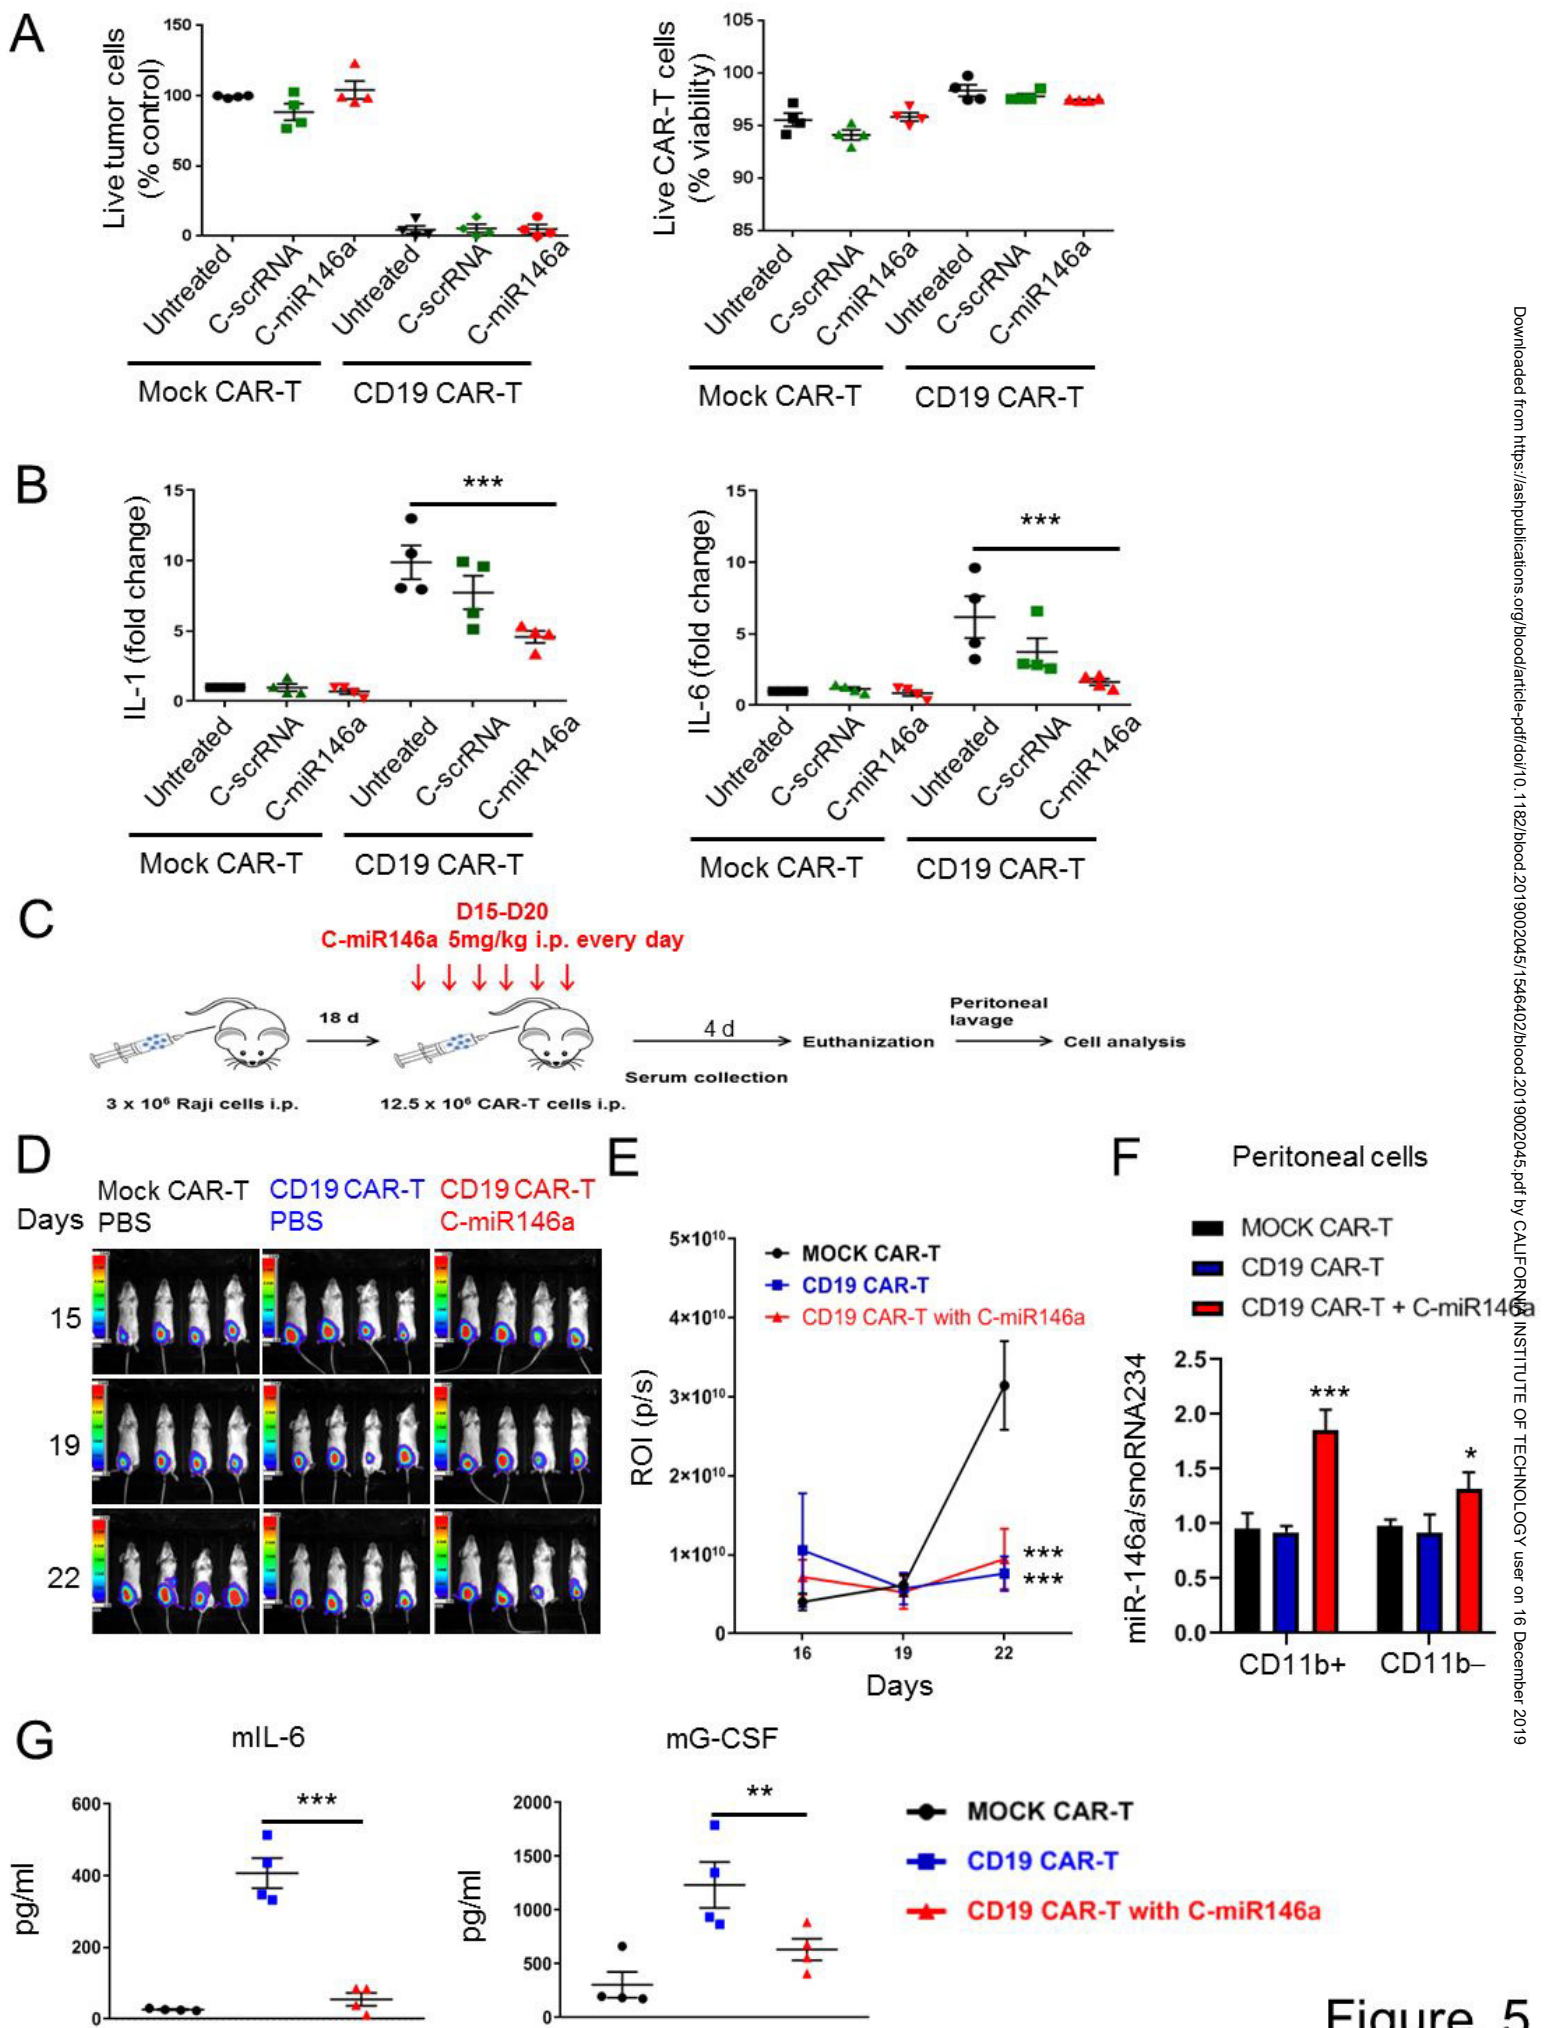 A
Live tumor cells
(% control)
150
100
50
0
Untreated
C-scrRNA
C-miR146a
Untreated
C-scrRNA
C-miR146a
Mock CAR-T
CD19 CAR-T
Live CAR-T cells
(% viability)
105
100
95
90
85
Untreated
C-scrRNA
C-miR146a
Untreated
C-scrRNA
C-miR146a
Mock CAR-T
CD19 CAR-T
B
IL-1 (fold change)
15
10
5
0
***
Untreated
C-scrRNA
C-miR146a
Untreated
C-scrRNA
C-miR146a
Mock CAR-T
CD19 CAR-T
IL-6 (fold change)
15
10
5
0
***
Untreated
C-scrRNA
C-miR146a
Untreated
C-scrRNA
C-miR146a
Mock CAR-T
CD19 CAR-T
C
D15-D20
C-miR146a 5mg/kg i.p. every day
18 d
4 d
Serum collection
Euthanization
Peritoneal
lavage
Cell analysis
3 x 10⁶ Raji cells i.p.
12.5 x 10⁶ CAR-T cells i.p.
D
Days
Mock CAR-T
PBS
CD19 CAR-T
PBS
CD19 CAR-T
C-miR146a
15
19
22
E
ROI (p/s)
5×10¹⁰
4×10¹⁰
3×10¹⁰
2×10¹⁰
1×10¹⁰
0
MOCK CAR-T
CD19 CAR-T
CD19 CAR-T with C-miR146a
***
***
16
19
22
Days
F
Peritoneal cells
MOCK CAR-T
CD19 CAR-T
CD19 CAR-T + C-miR146a
miR-146a/snoRNA234
2.5
2.0
1.5
1.0
0.5
0.0
***
*
CD11b+
CD11b–
G
mIL-6
pg/ml
600
400
200
0
***
mG-CSF
pg/ml
2000
1500
1000
500
0
**
MOCK CAR-T
CD19 CAR-T
CD19 CAR-T with C-miR146a
Figure 5
Downloaded from https://ashpublications.org/blood/article-pdf/doi/10.1182/blood.2019002045/1546402/blood.2019002045.pdf by CALIFORNIA INSTITUTE OF TECHNOLOGY user on 16 December 2019